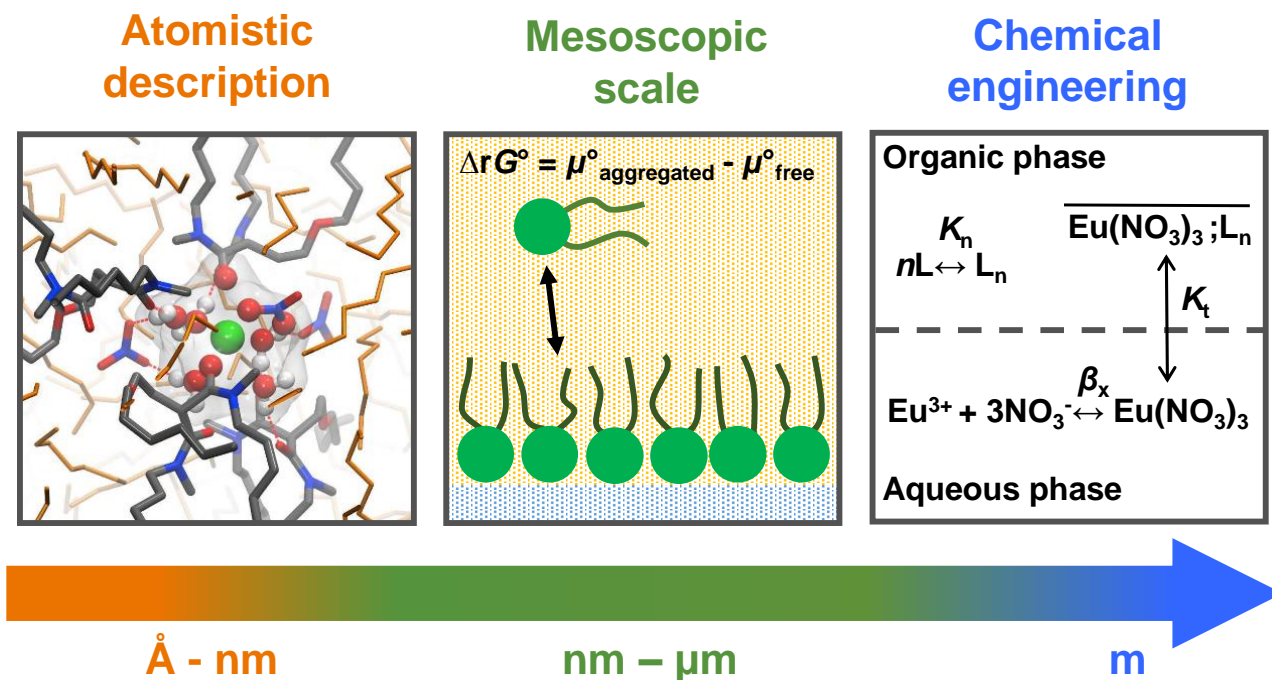 Atomistic
description
Mesoscopic
scale
Chemical
engineering
ΔrG° = μ°aggregated - μ°free
Organic phase
Kn
nL↔ Ln
Eu(NO3)3 ;Ln
Kt
βx
Eu³⁺ + 3NO3⁻ ↔ Eu(NO3)3
Aqueous phase
Å - nm
nm – μm
m